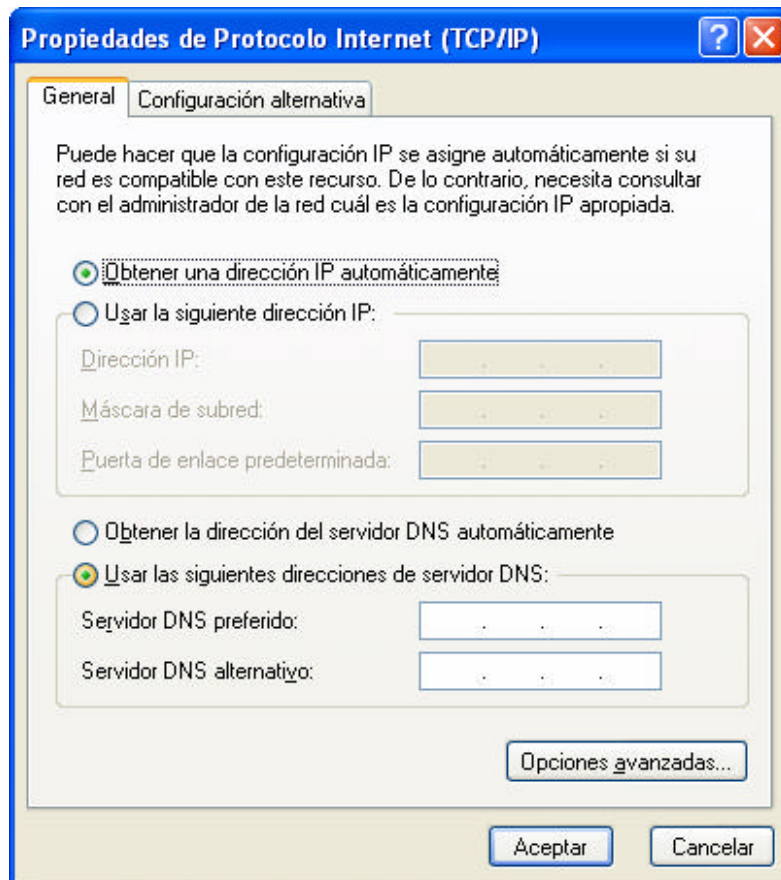 Propiedades de Protocolo Internet (TCP/IP)
General
Configuración alternativa
Puede hacer que la configuración IP se asigne automáticamente si su
red es compatible con este recurso. De lo contrario, necesita consultar
con el administrador de la red cuál es la configuración IP apropiada.
Obtener una dirección IP automáticamente
Usar la siguiente dirección IP:
Dirección IP:
Máscara de subred:
Puerta de enlace predeterminada:
Obtener la dirección del servidor DNS automáticamente
Usar las siguientes direcciones de servidor DNS:
Servidor DNS preferido:
Servidor DNS alternativo:
Opciones avanzadas...
Aceptar
Cancelar